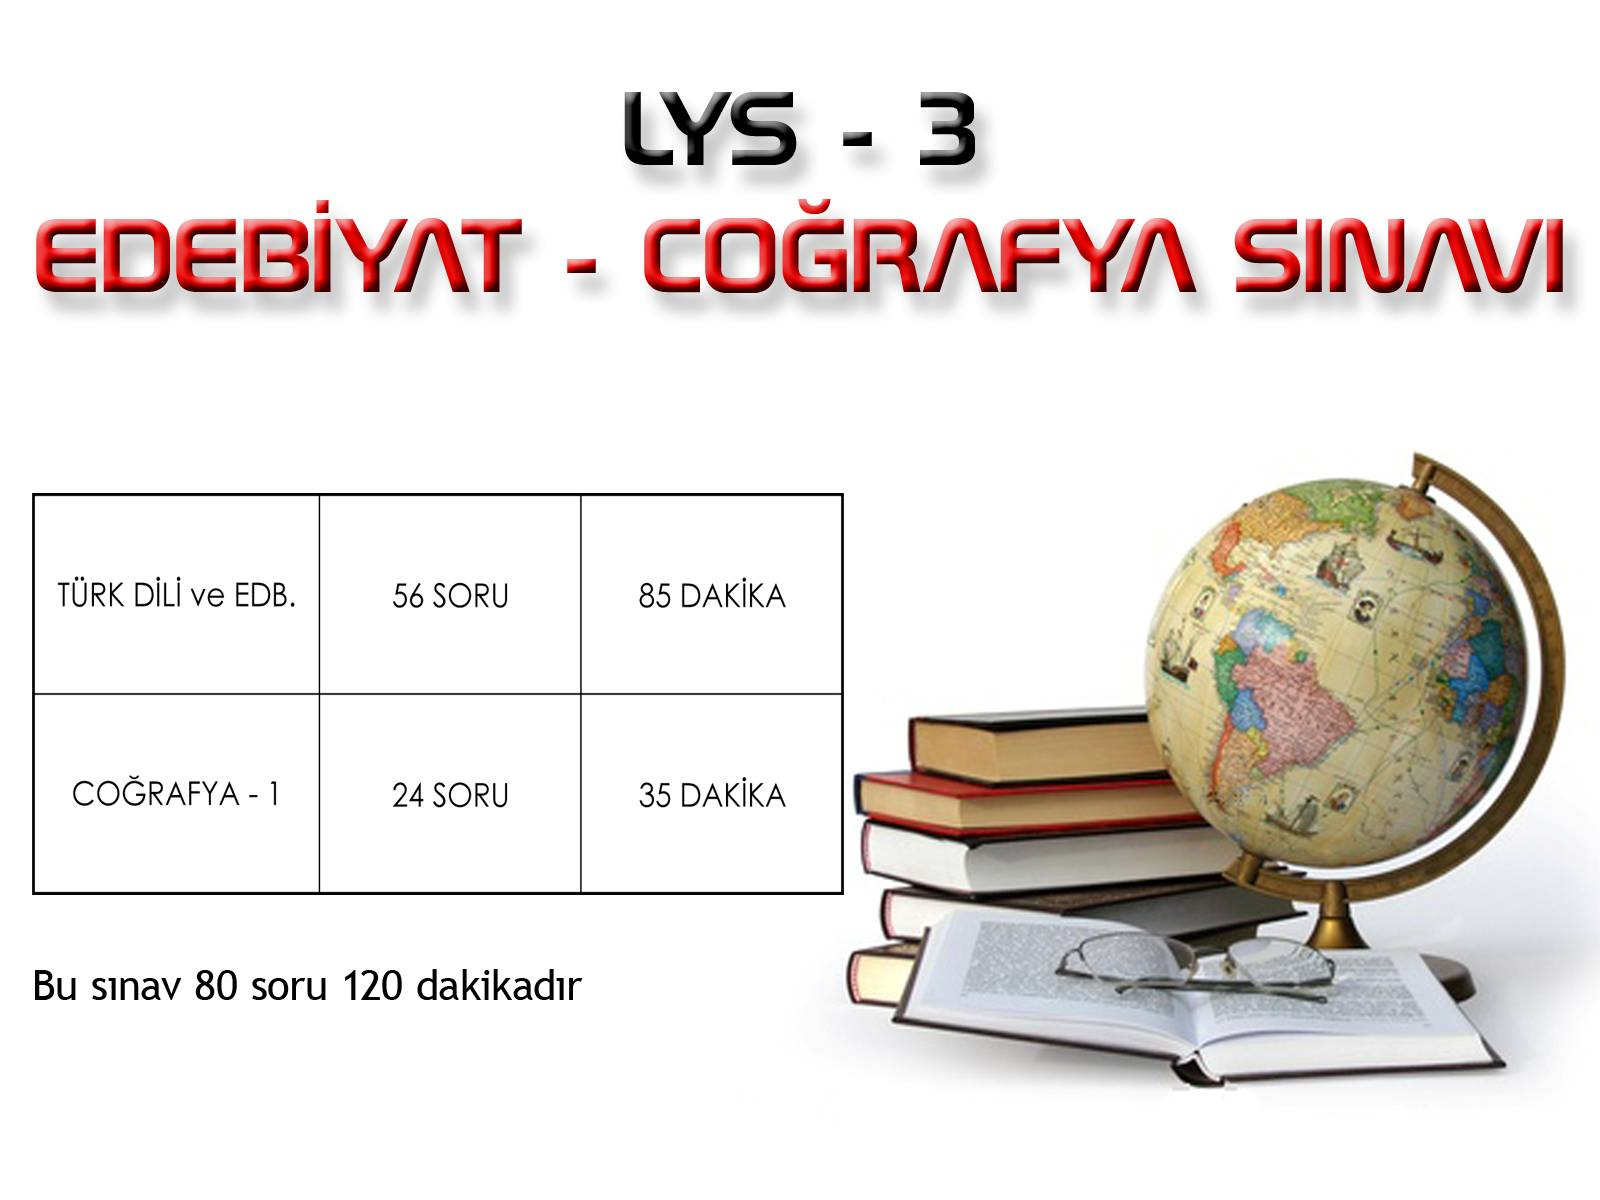 LYS - 3
EDEBİYAT - COĞRAFYA SINAVI
TÜRK DİLİ ve EDB. 56 SORU 85 DAKİKA
COĞRAFYA - 1 24 SORU 35 DAKİKA
Bu sınav 80 soru 120 dakikadır